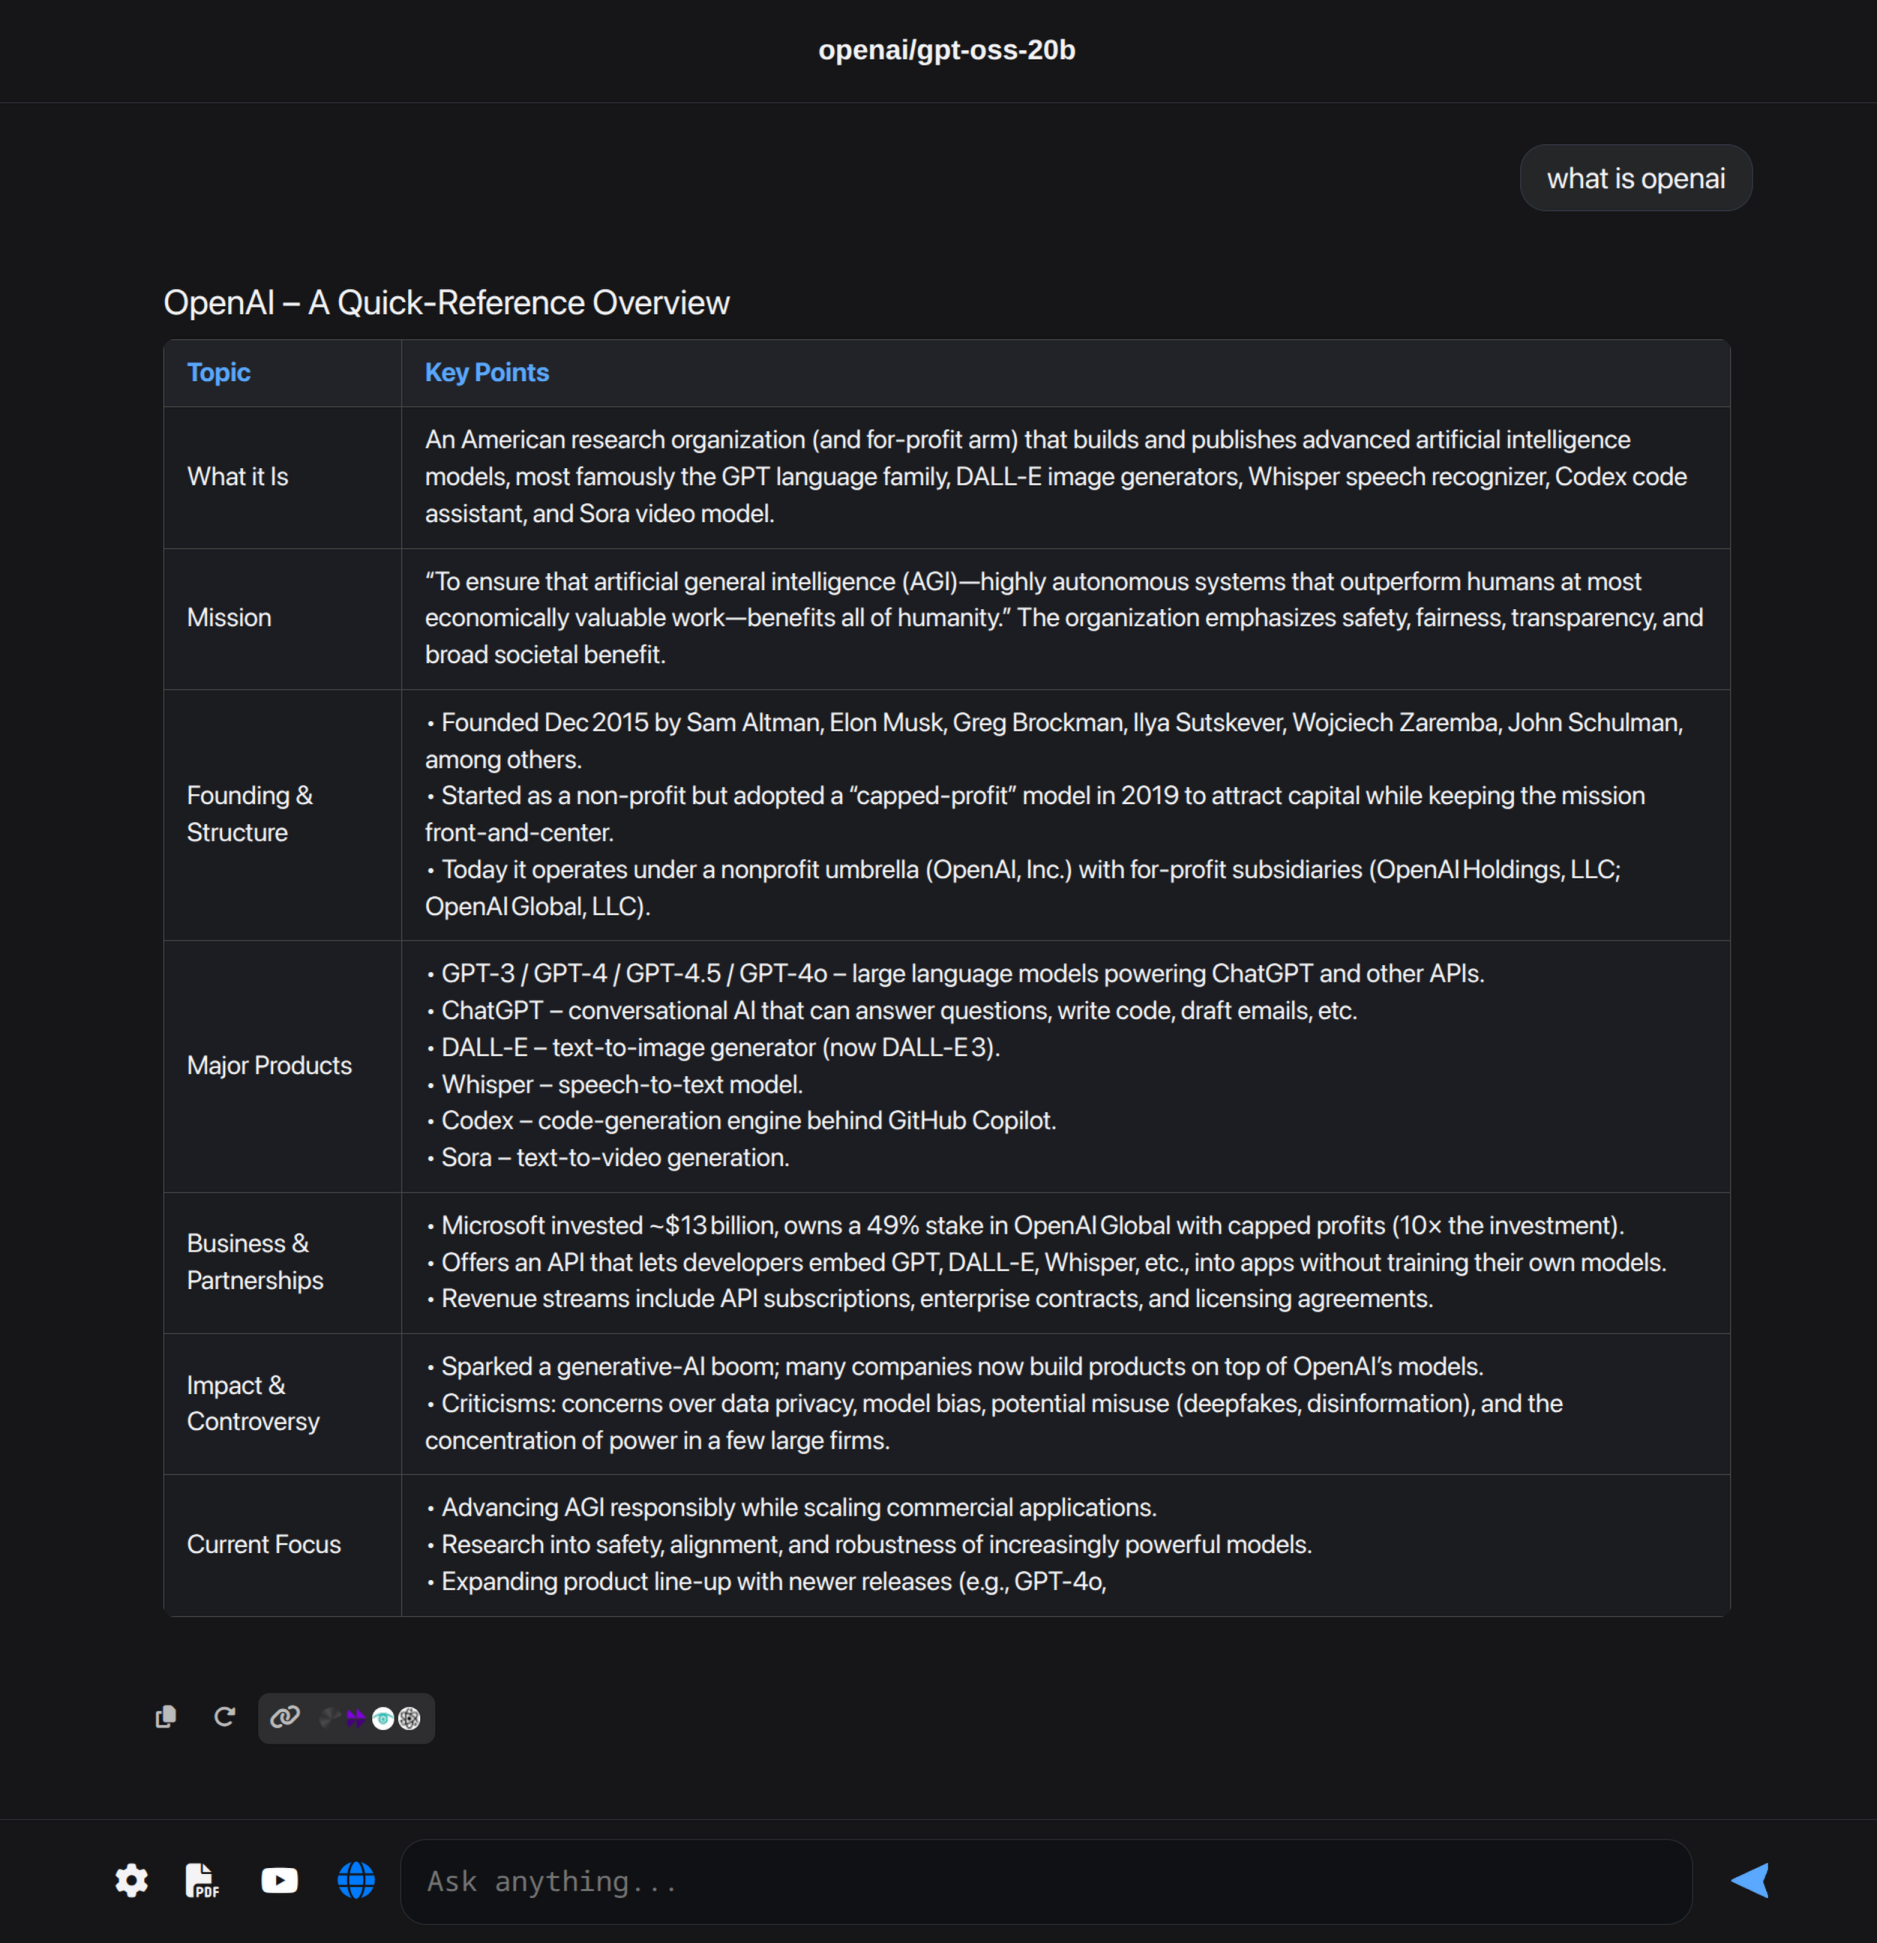 openai/gpt-oss-20b
what is openai
OpenAI – A Quick-Reference Overview
Topic
Key Points
What it Is
An American research organization (and for-profit arm) that builds and publishes advanced artificial intelligence
models, most famously the GPT language family, DALL-E image generators, Whisper speech recognizer, Codex code
assistant, and Sora video model.
Mission
“To ensure that artificial general intelligence (AGI)—highly autonomous systems that outperform humans at most
economically valuable work—benefits all of humanity.” The organization emphasizes safety, fairness, transparency, and
broad societal benefit.
Founding &
Structure
• Founded Dec 2015 by Sam Altman, Elon Musk, Greg Brockman, Ilya Sutskever, Wojciech Zaremba, John Schulman,
among others.
• Started as a non-profit but adopted a “capped-profit” model in 2019 to attract capital while keeping the mission
front-and-center.
• Today it operates under a nonprofit umbrella (OpenAI, Inc.) with for-profit subsidiaries (OpenAI Holdings, LLC;
OpenAI Global, LLC).
Major Products
• GPT-3 / GPT-4 / GPT-4.5 / GPT-4o – large language models powering ChatGPT and other APIs.
• ChatGPT – conversational AI that can answer questions, write code, draft emails, etc.
• DALL-E – text-to-image generator (now DALL-E 3).
• Whisper – speech-to-text model.
• Codex – code-generation engine behind GitHub Copilot.
• Sora – text-to-video generation.
Business &
Partnerships
• Microsoft invested ~$13 billion, owns a 49% stake in OpenAI Global with capped profits (10× the investment).
• Offers an API that lets developers embed GPT, DALL-E, Whisper, etc., into apps without training their own models.
• Revenue streams include API subscriptions, enterprise contracts, and licensing agreements.
Impact &
Controversy
• Sparked a generative-AI boom; many companies now build products on top of OpenAI’s models.
• Criticisms: concerns over data privacy, model bias, potential misuse (deepfakes, disinformation), and the
concentration of power in a few large firms.
Current Focus
• Advancing AGI responsibly while scaling commercial applications.
• Research into safety, alignment, and robustness of increasingly powerful models.
• Expanding product line-up with newer releases (e.g., GPT-4o,
PDF
Ask anything...